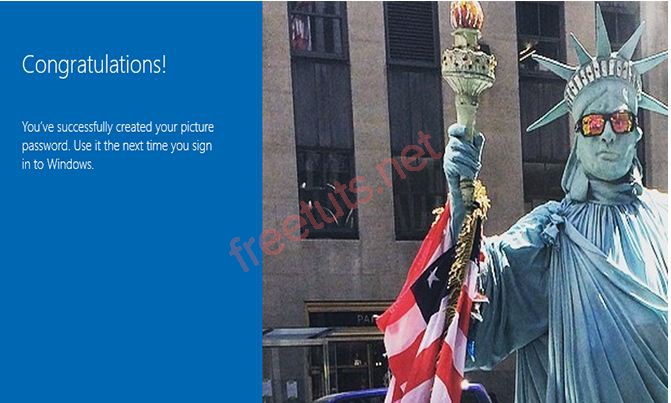 Congratulations!
You've successfully created your picture
password. Use it the next time you sign
in to Windows.
freetuts.net